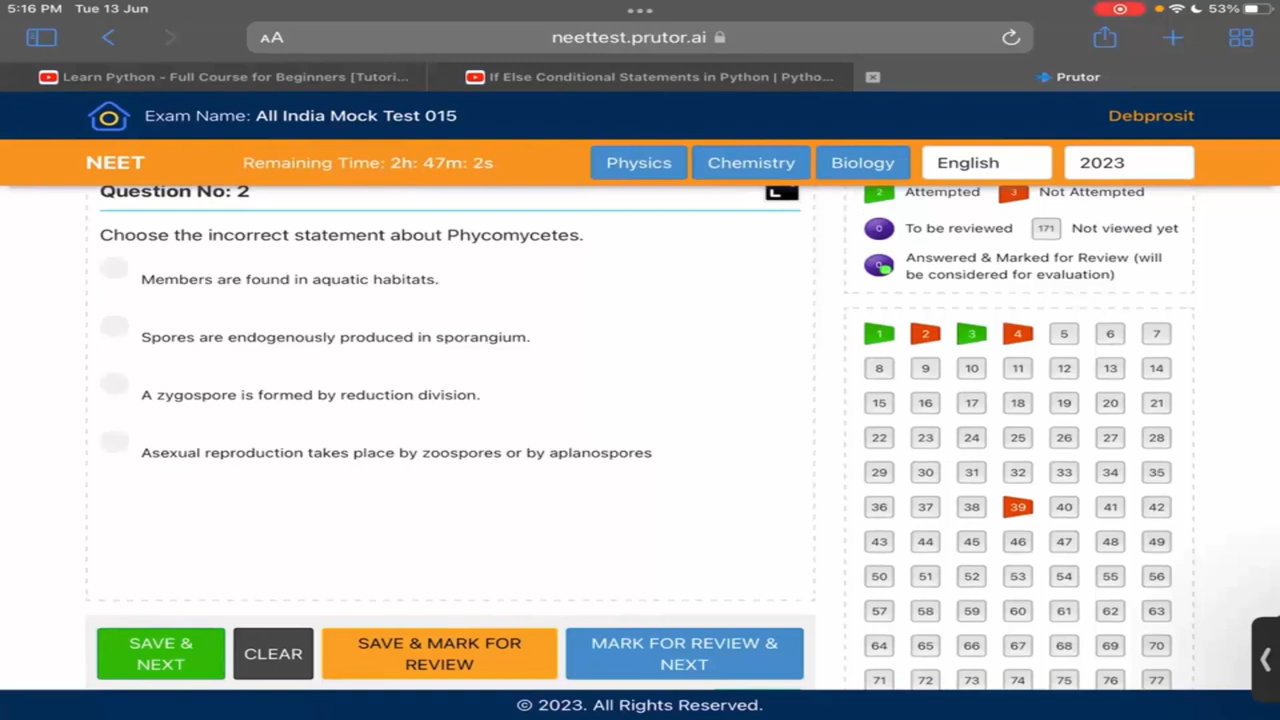 5:16 PM Tue 13 Jun
53%
AA
neettest.prutor.ai
Learn Python - Full Course for Beginners [Tutori...
If Else Conditional Statements in Python | Pytho...
Prutor
Exam Name: All India Mock Test 015
Debprosit
NEET
Remaining Time: 2h: 47m: 2s
Physics
Chemistry
Biology
English
2023
Question No: 2
Choose the incorrect statement about Phycomycetes.
Members are found in aquatic habitats.
Spores are endogenously produced in sporangium.
A zygospore is formed by reduction division.
Asexual reproduction takes place by zoospores or by aplanospores
SAVE &
NEXT
CLEAR
SAVE & MARK FOR
REVIEW
MARK FOR REVIEW &
NEXT
2 Attempted 3 Not Attempted
0 To be reviewed 171 Not viewed yet
0 Answered & Marked for Review (will
be considered for evaluation)
1 2 3 4 5 6 7
8 9 10 11 12 13 14
15 16 17 18 19 20 21
22 23 24 25 26 27 28
29 30 31 32 33 34 35
36 37 38 39 40 41 42
43 44 45 46 47 48 49
50 51 52 53 54 55 56
57 58 59 60 61 62 63
64 65 66 67 68 69 70
71 72 73 74 75 76 77
© 2023. All Rights Reserved.